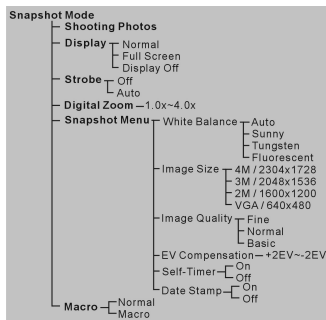 Snapshot Mode
Shooting Photos
Display
Normal
Full Screen
Display Off
Strobe
Off
Auto
Digital Zoom 1.0x~4.0x
Snapshot Menu
White Balance
Auto
Sunny
Tungsten
Fluorescent
Image Size
4M / 2304x1728
3M / 2048x1536
2M / 1600x1200
VGA / 640x480
Image Quality
Fine
Normal
Basic
EV Compensation +2EV~-2EV
Self-Timer
On
Off
Date Stamp
On
Off
Macro
Normal
Macro